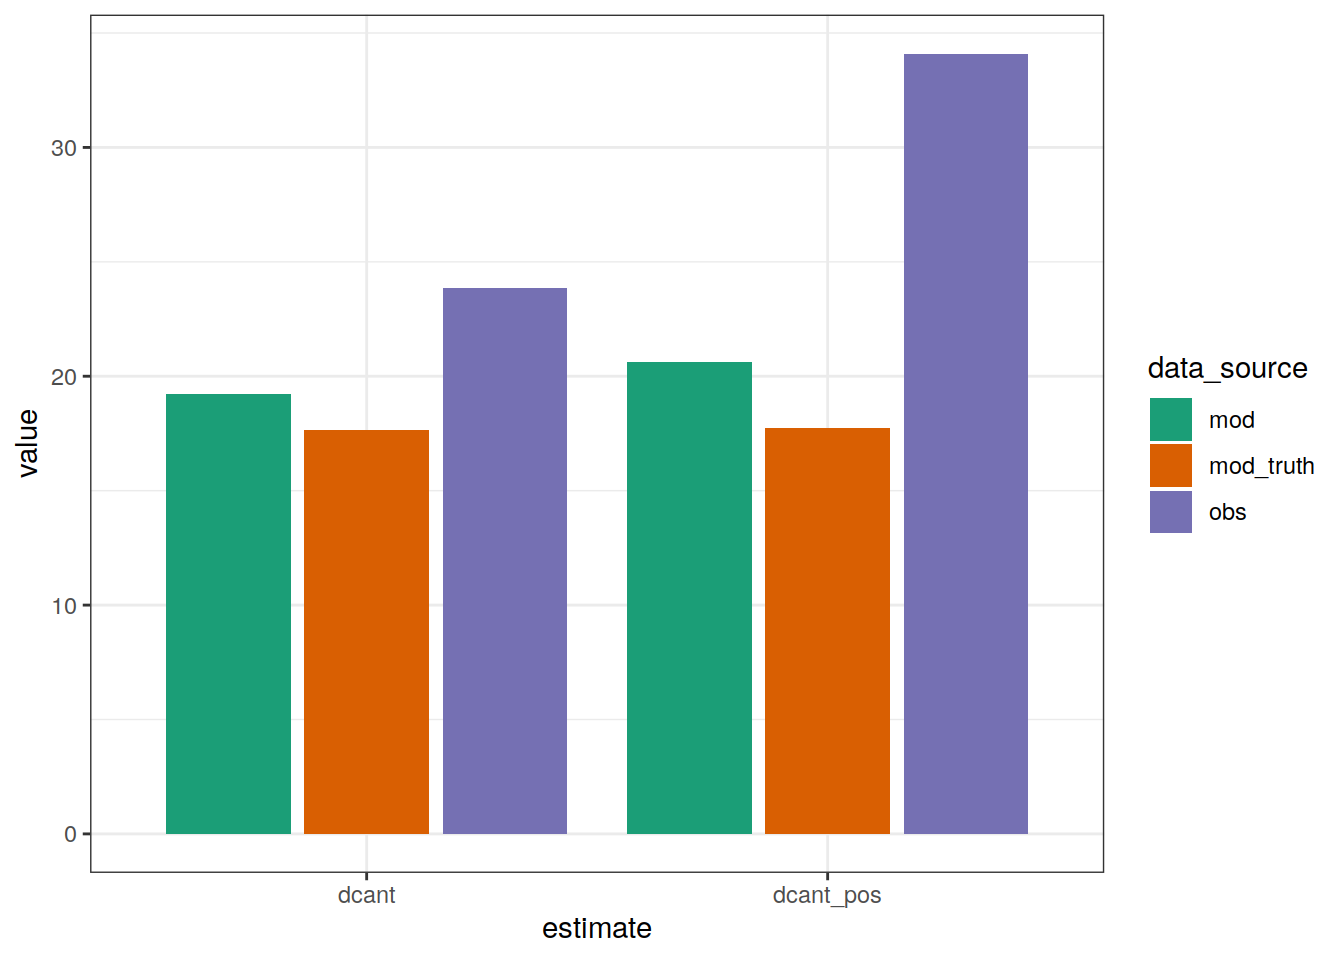 value
30
20
10
0
dcant
dcant_pos
estimate
data_source
mod
mod_truth
obs